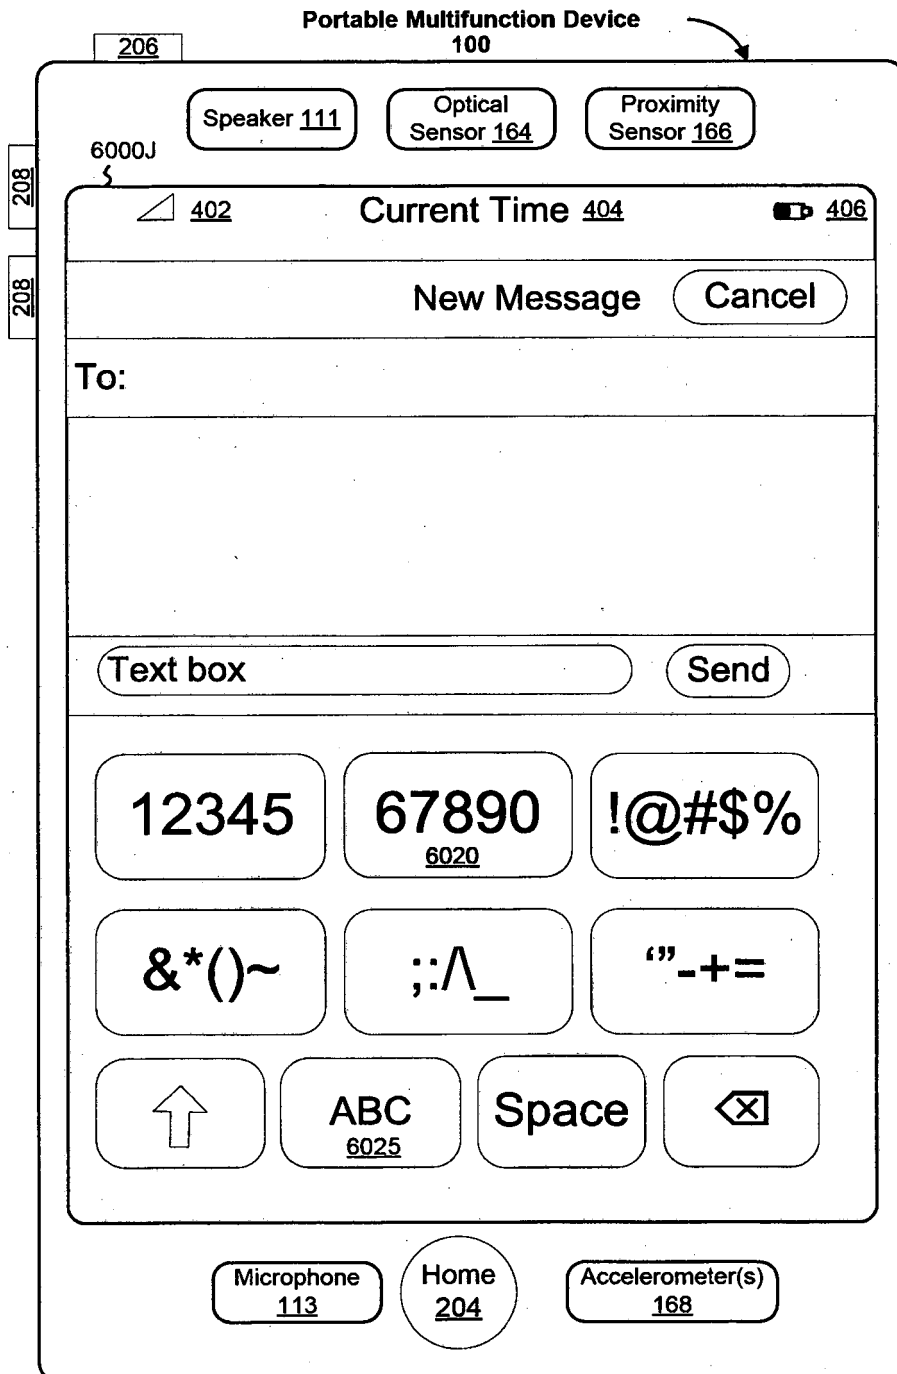 Portable Multifunction Device
100
206
Speaker 111
Optical
Sensor 164
Proximity
Sensor 166
6000J
208
208
402
Current Time 404
406
New Message
Cancel
To:
Text box
Send
12345
67890
6020
!@#$%
&*()~
;:/\_
‘”-+=
ABC
6025
Space
Microphone
113
Home
204
Accelerometer(s)
168